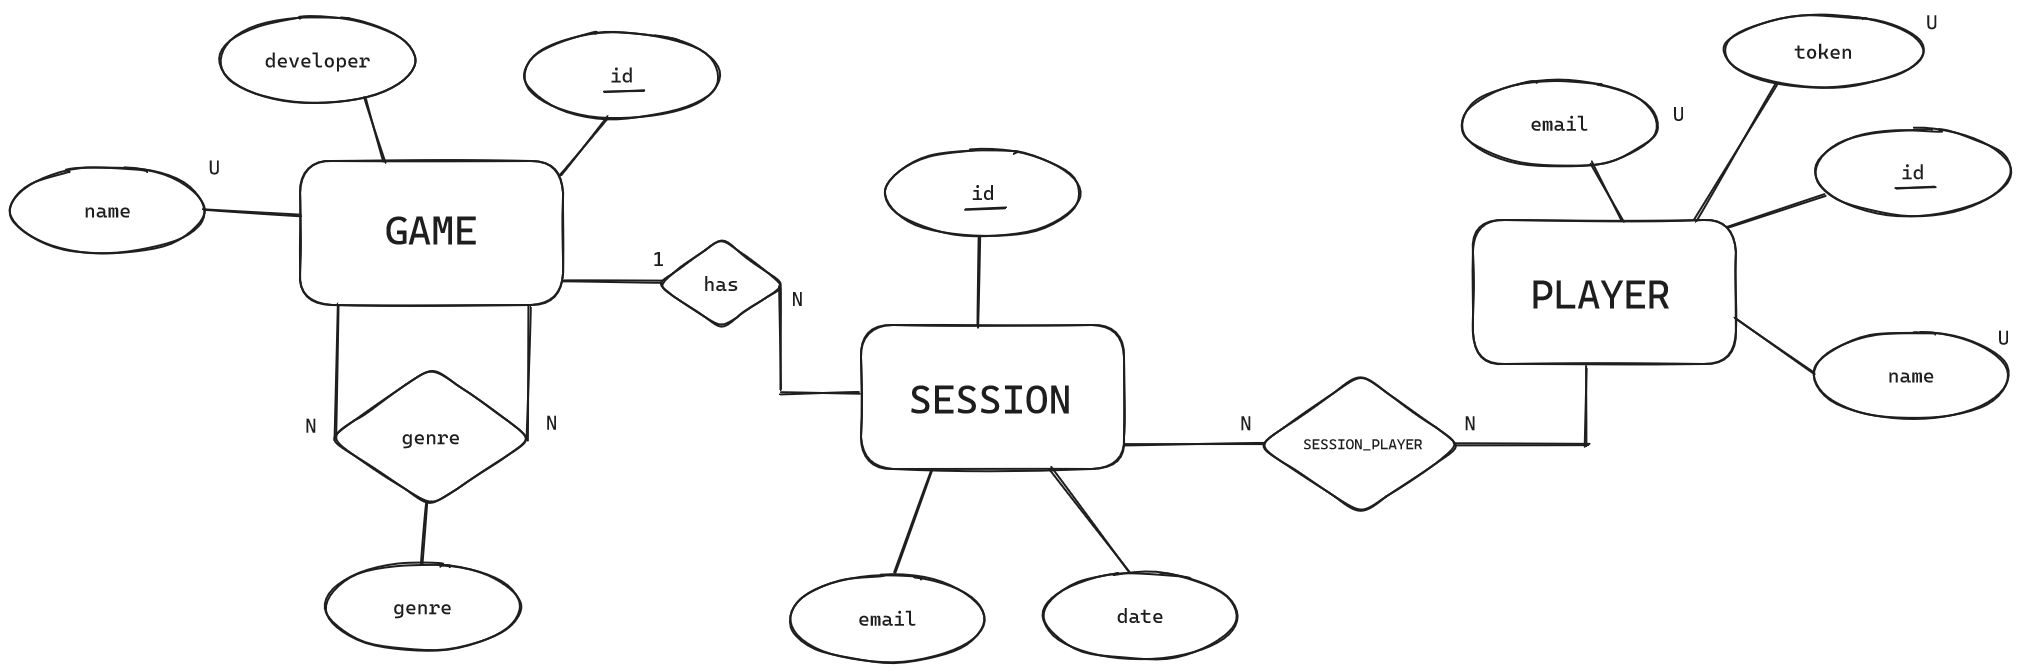 developer
id
U
name
GAME
1
has
N
N
genre
N
genre
id
SESSION
email
date
N
SESSION_PLAYER
N
U
token
email
U
id
PLAYER
U
name